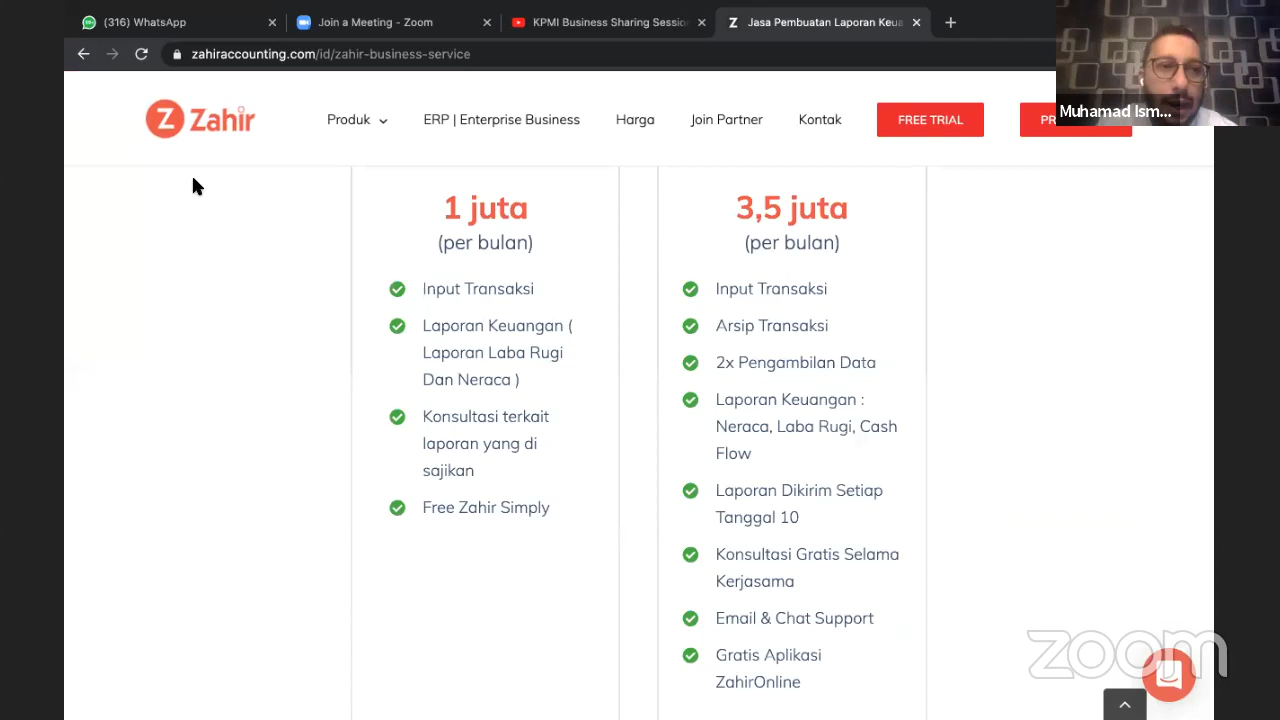 (316) WhatsApp
Join a Meeting - Zoom
KPMI Business Sharing Session
Jasa Pembuatan Laporan Keua
zahiraccounting.com/id/zahir-business-service
Muhamad Ism...
Zahir
Produk
ERP | Enterprise Business
Harga
Join Partner
Kontak
FREE TRIAL
1 juta
(per bulan)
Input Transaksi
Laporan Keuangan (
Laporan Laba Rugi
Dan Neraca )
Konsultasi terkait
laporan yang di
sajikan
Free Zahir Simply
3,5 juta
(per bulan)
Input Transaksi
Arsip Transaksi
2x Pengambilan Data
Laporan Keuangan :
Neraca, Laba Rugi, Cash
Flow
Laporan Dikirim Setiap
Tanggal 10
Konsultasi Gratis Selama
Kerjasama
Email & Chat Support
Gratis Aplikasi
ZahirOnline
zoom